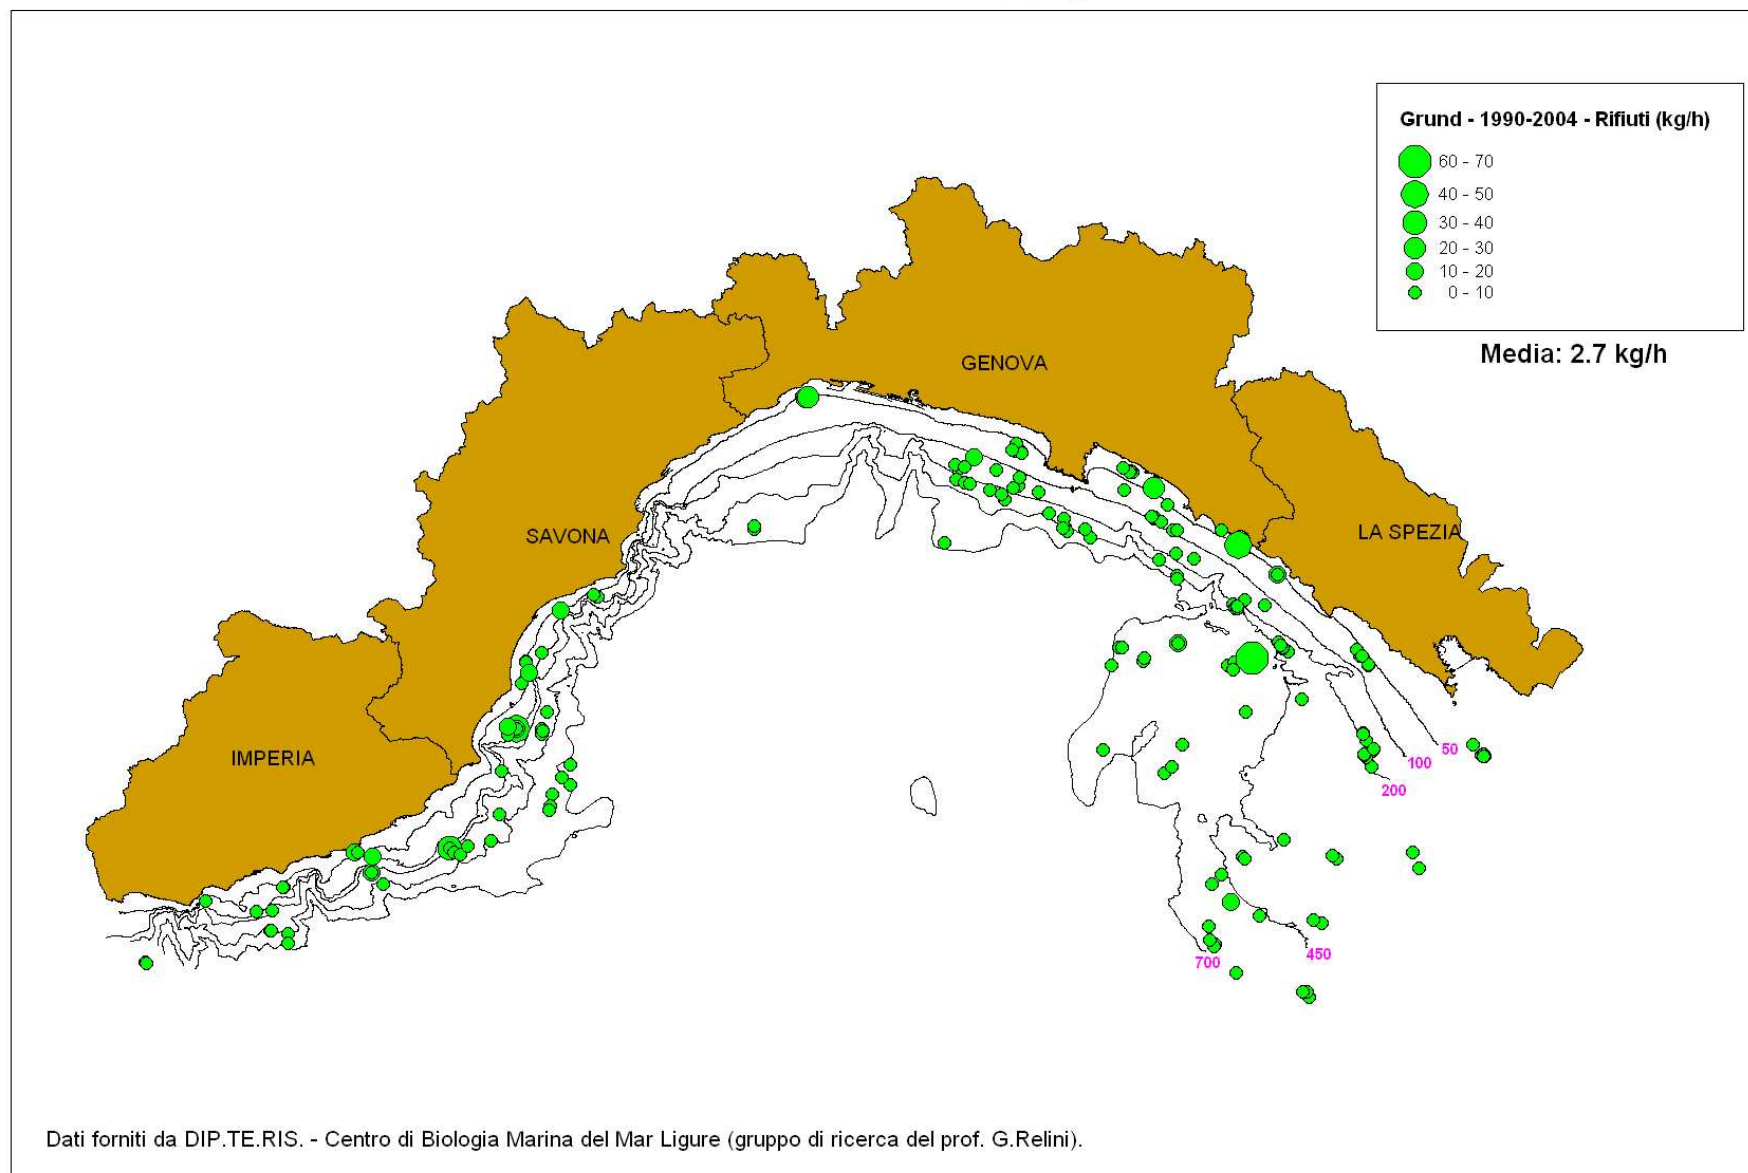 Grund - 1990-2004 - Rifiuti (kg/h)
60 - 70
40 - 50
30 - 40
20 - 30
10 - 20
0 - 10
Media: 2.7 kg/h
GENOVA
SAVONA
LA SPEZIA
IMPERIA
50
100
200
450
700
Dati forniti da DIP.TE.RIS. - Centro di Biologia Marina del Mar Ligure (gruppo di ricerca del prof. G.Relini).